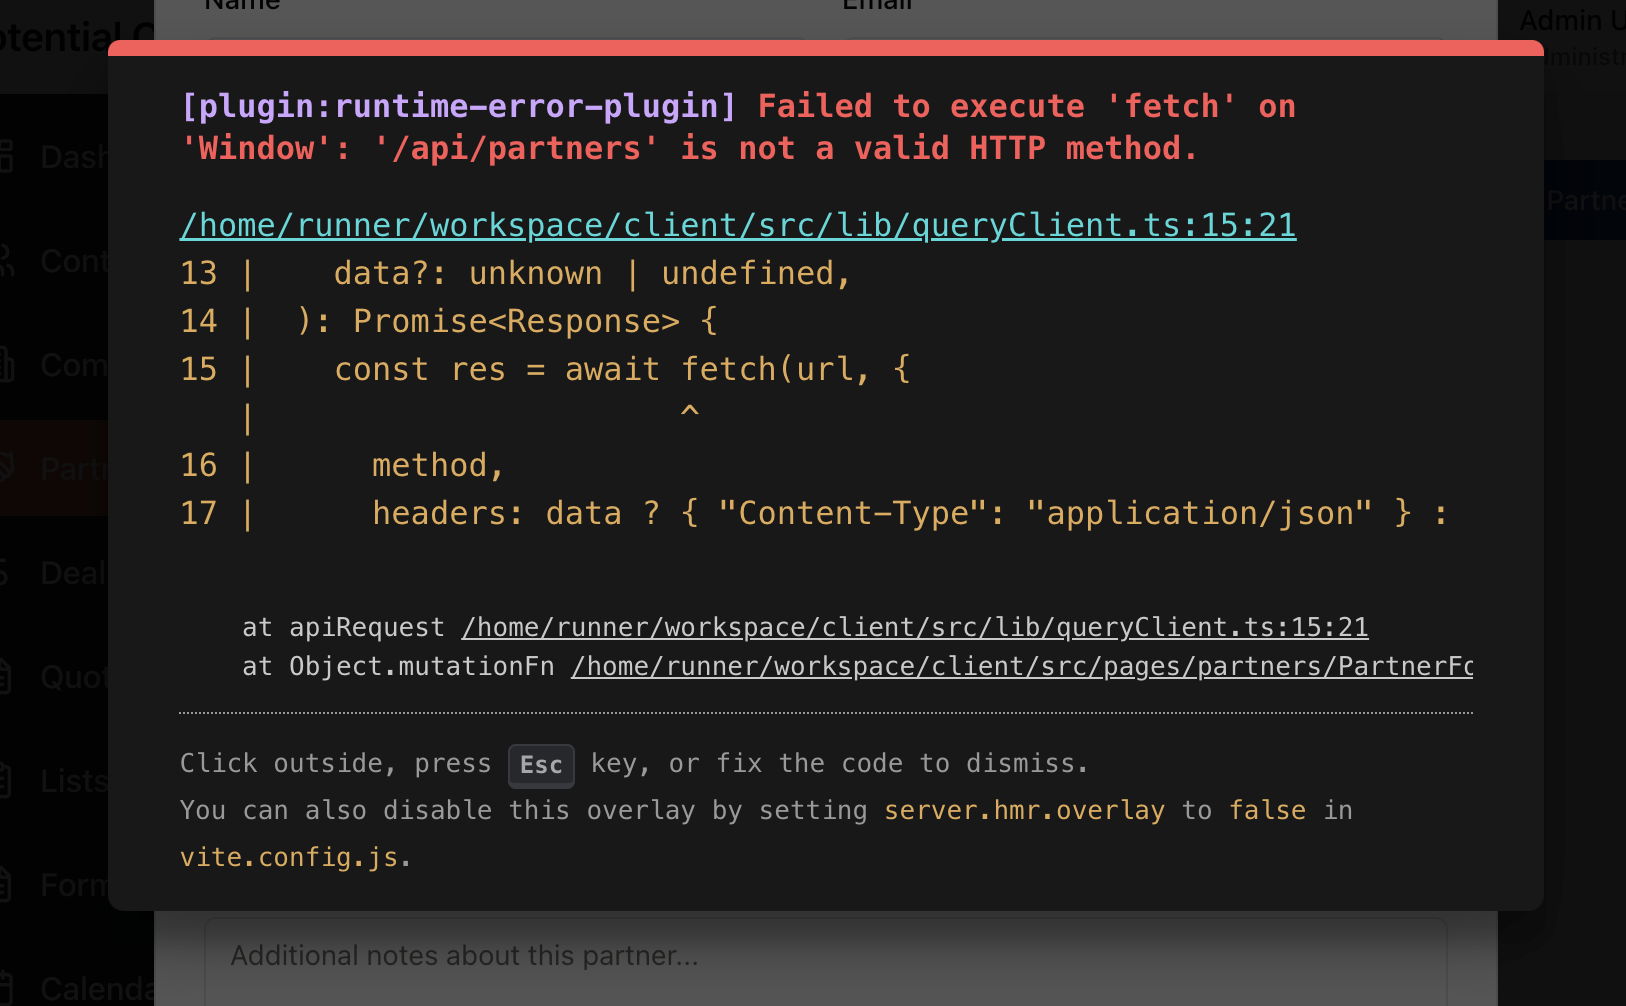 Name
Email
Admin U
otential C
ministr
[plugin:runtime-error-plugin] Failed to execute 'fetch' on
'Window': '/api/partners' is not a valid HTTP method.
Dash
Partne
/home/runner/workspace/client/src/lib/queryClient.ts:15:21
Cont
13 | data?: unknown | undefined,
14 | ): Promise<Response> {
Com
15 | const res = await fetch(url, {
| ^
Partn
16 | method,
17 | headers: data ? { "Content-Type": "application/json" } :
Deal
at apiRequest /home/runner/workspace/client/src/lib/queryClient.ts:15:21
at Object.mutationFn /home/runner/workspace/client/src/pages/partners/PartnerFo
Quot
Click outside, press Esc key, or fix the code to dismiss.
Lists
You can also disable this overlay by setting server.hmr.overlay to false in
vite.config.js.
Form
Additional notes about this partner...
Calenda